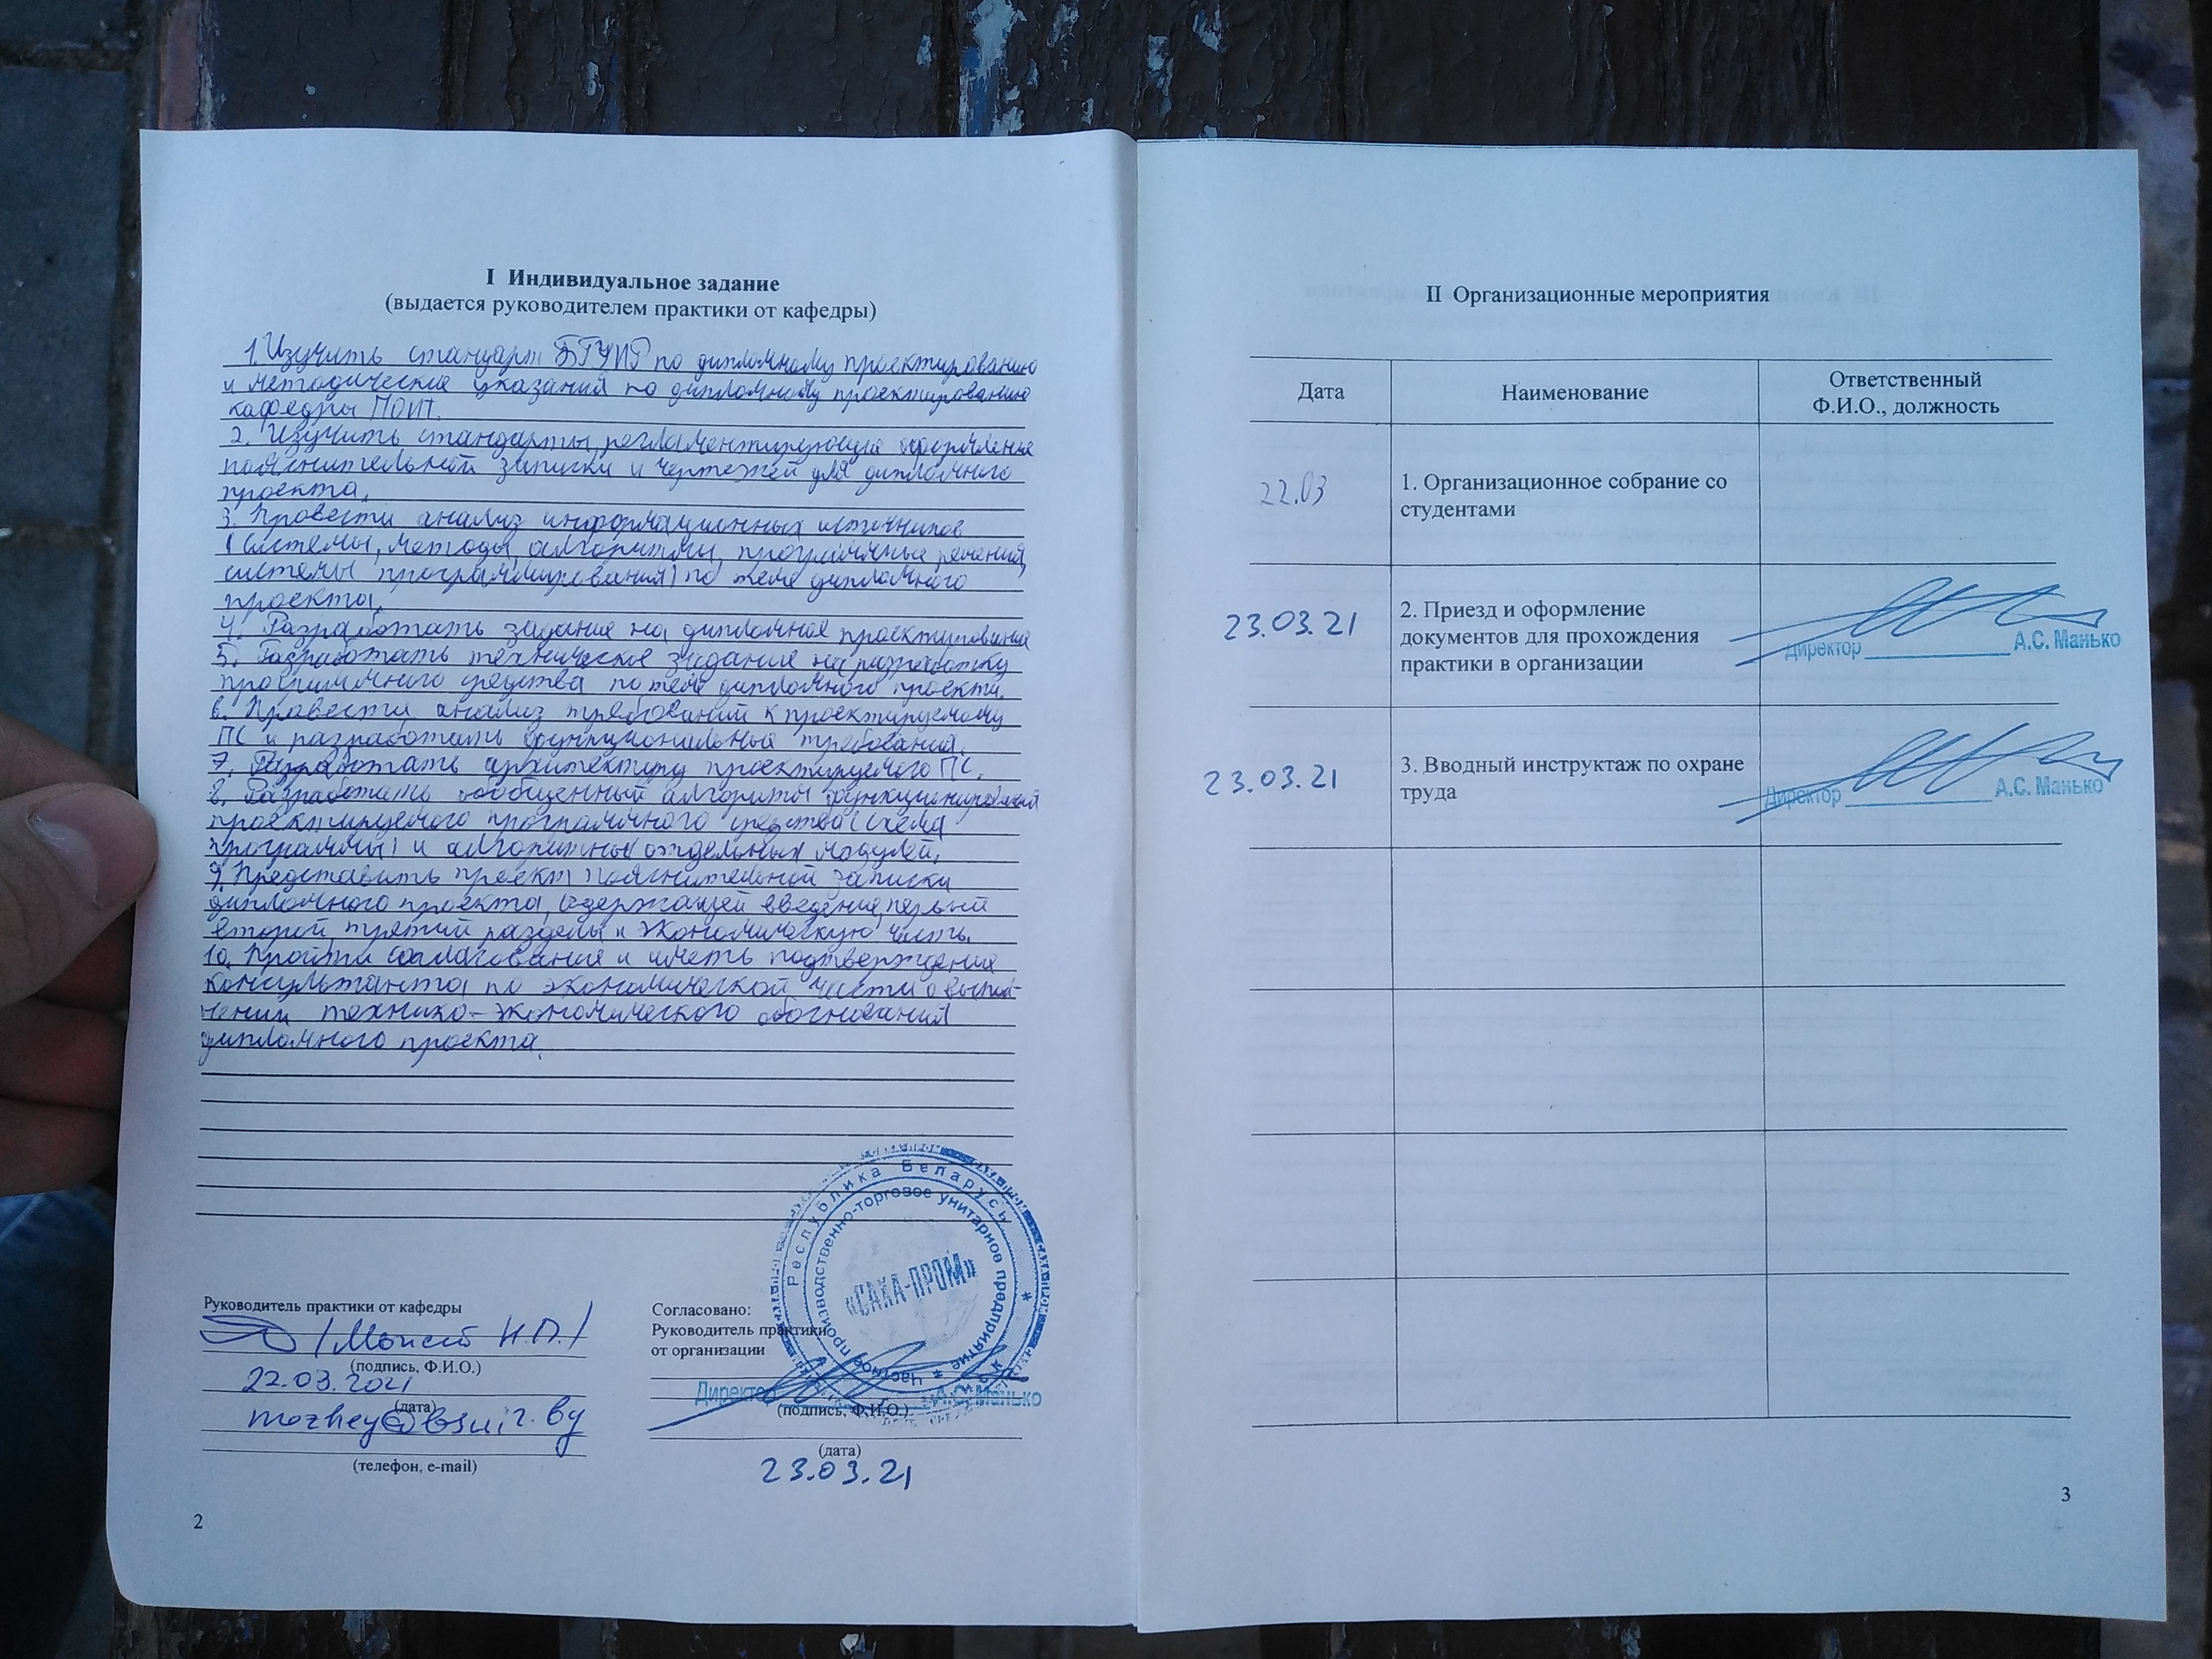 I Индивидуальное задание
(выдается руководителем практики от кафедры)
1. Изучить стандарт БГУИР по дипломному проектированию
и методические указания по дипломному проектированию
кафедры ПОИТ.
2. Изучить стандарты, регламентирующие оформление
пояснительной записки и чертежей для дипломного
проекта.
3. Провести анализ информационных источников
(системы, методы, алгоритмы, программные решения,
системы программирования) по теме дипломного
проекта.
4. Разработать задание на дипломное проектирование
5. Разработать техническое задание на разработку
программного средства по теме дипломного проекта.
6. Провести анализ требований к проектируемому
ПС и разработать функциональные требования.
7. Разработать архитектуру проектируемого ПС.
8. Разработать обобщенный алгоритм функционирования
проектируемого программного средства (схема
программы) и алгоритмы отдельных модулей.
9. Представить проект пояснительной записки
дипломного проекта, содержащей введение, первый
второй, третий разделы и экономическую часть.
10. Пройти согласование и иметь подтверждение
консультанта по экономической части о выпол-
нении технико-экономического обоснования
дипломного проекта.
Руководитель практики от кафедры
/ Можей Н.П. /
(подпись, Ф.И.О.)
22.03.2021
(дата)
mozhey@bsuir.by
(телефон, e-mail)
Согласовано:
Руководитель практики
от организации
Директор А.С. Манько
(подпись, Ф.И.О.)
(дата)
23.03.21
Республика Беларусь
Частное производственно-торговое унитарное предприятие
«САХА-ПРОМ»
2
II Организационные мероприятия
Дата Наименование Ответственный
Ф.И.О., должность
22.03 1. Организационное собрание со
студентами
23.03.21 2. Приезд и оформление
документов для прохождения
практики в организации
Директор А.С. Манько
23.03.21 3. Вводный инструктаж по охране
труда
Директор А.С. Манько
3